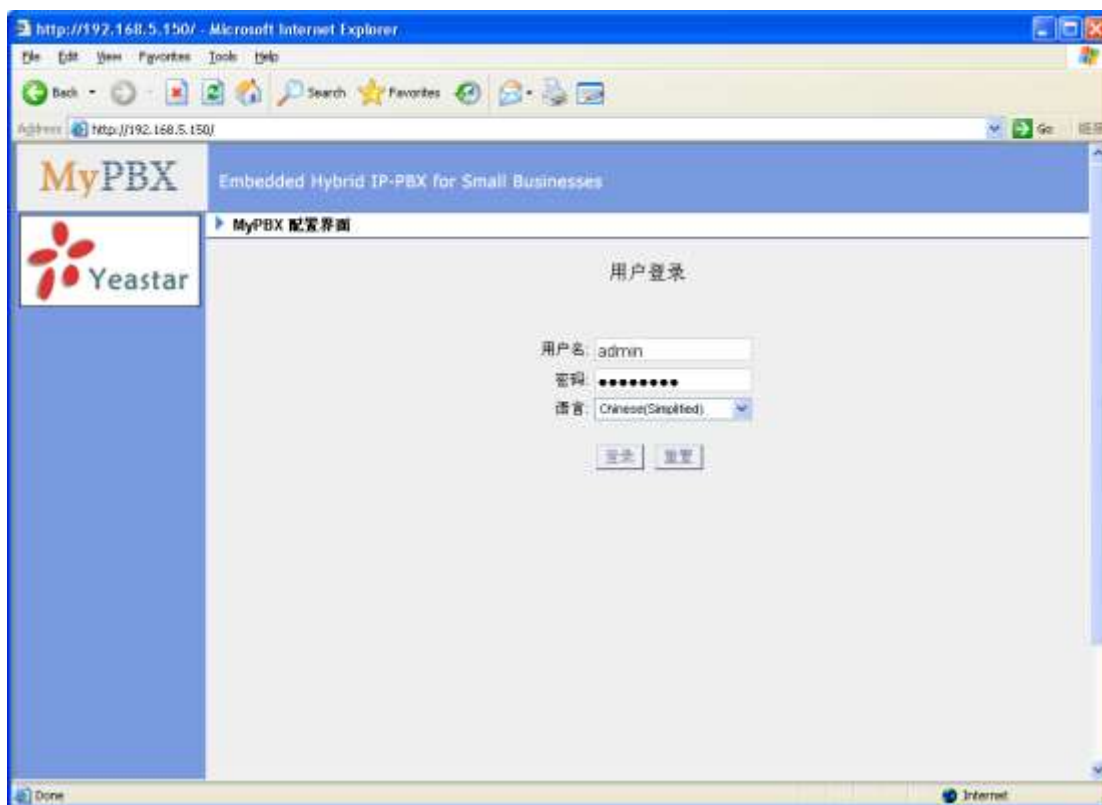 http://192.168.5.150/ - Microsoft Internet Explorer
File Edit View Favorites Tools Help
Back Search Favorites
Address http://192.168.5.150/ Go
MyPBX Embedded Hybrid IP-PBX for Small Businesses
Yeastar
MyPBX 配置界面
用户登录
用户名: admin
密码: ••••••••
语言: Chinese(Simplified)
登录 重置
Done Internet